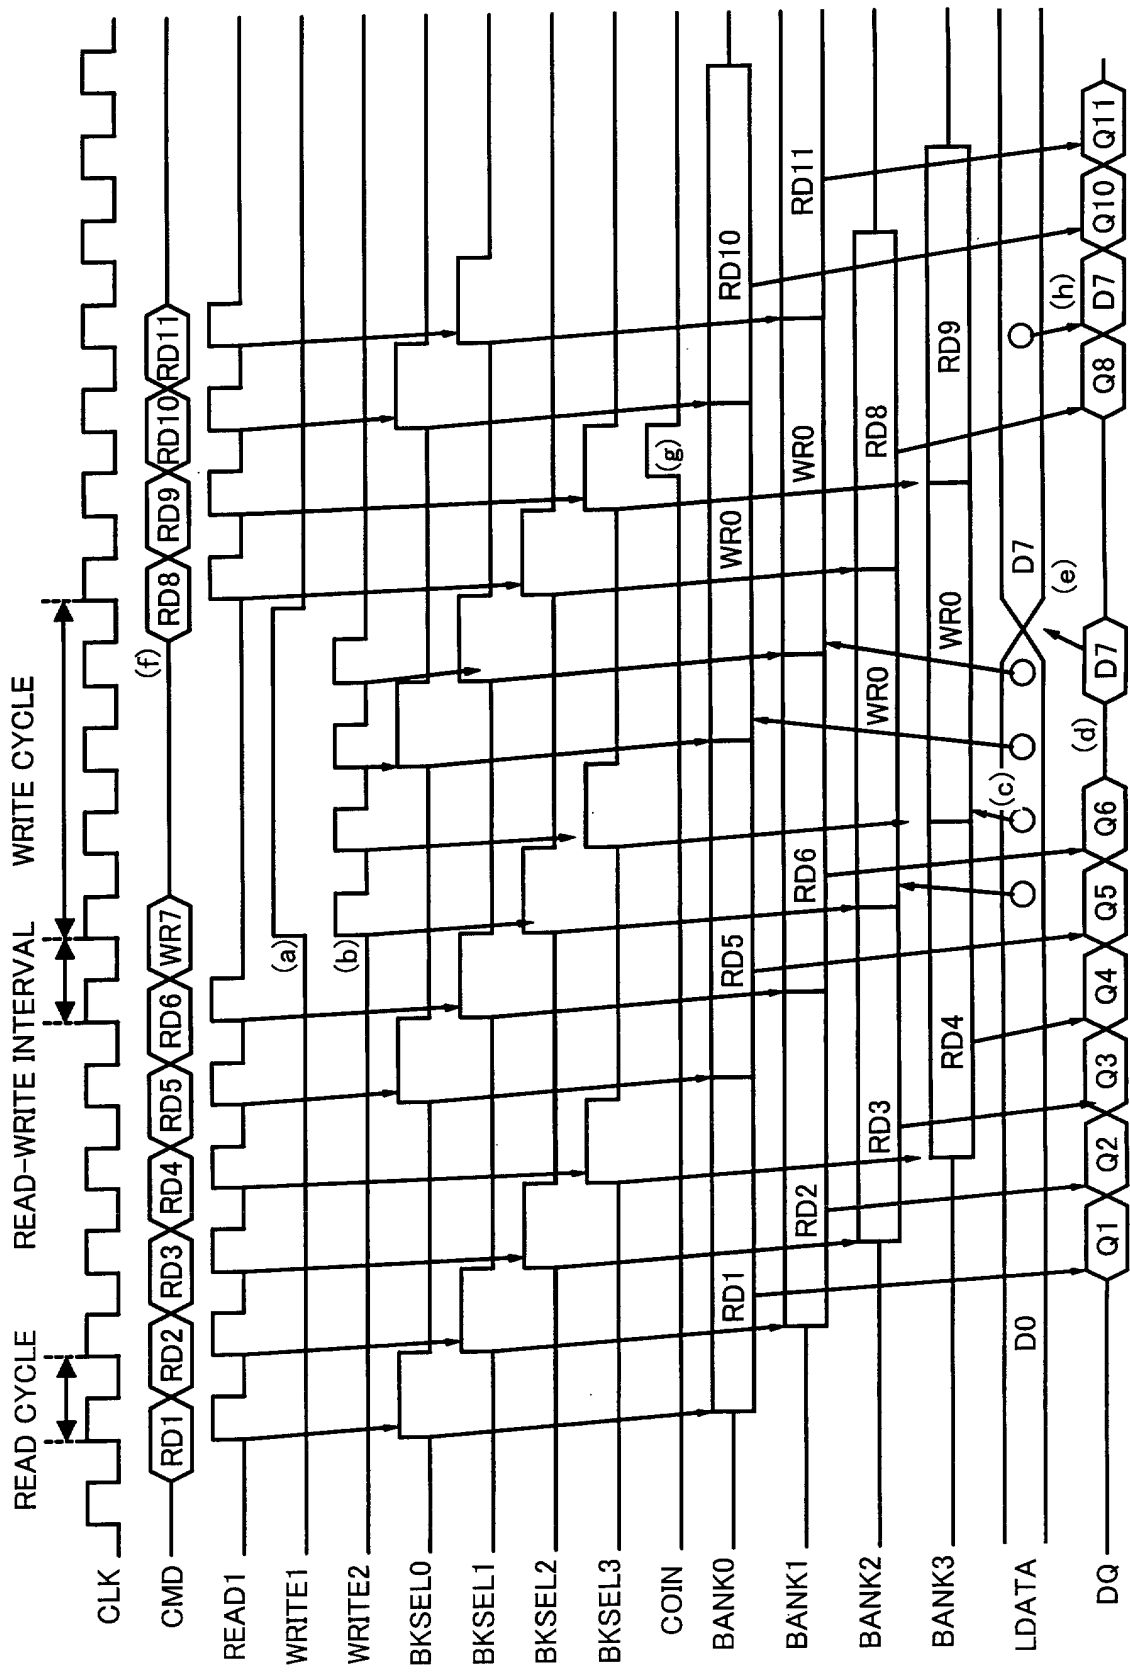 READ CYCLE READ-WRITE INTERVAL WRITE CYCLE
CLK
CMD RD1 RD2 RD3 RD4 RD5 RD6 WR7 (f) RD8 RD9 RD10 RD11
READ1
WRITE1 (a)
WRITE2 (b)
BKSEL0
BKSEL1
BKSEL2
BKSEL3
COIN (g)
BANK0 RD1 RD5 WR0 RD10
BANK1 RD2 RD6 WR0 RD11
BANK2 RD3 WR0 RD8
BANK3 RD4 WR0 RD9
LDATA D0 (c) D7
(d) (e) (h)
DQ Q1 Q2 Q3 Q4 Q5 Q6 D7 Q8 D7 Q10 Q11